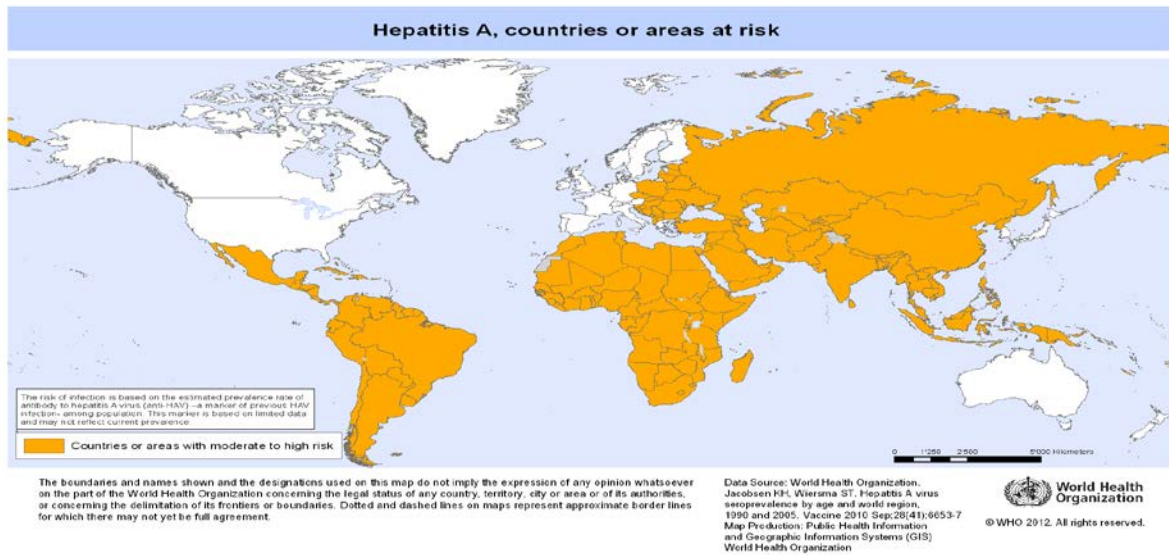 Hepatitis A, countries or areas at risk
The risk of infection is based on the estimated prevalence rate of
antibody to hepatitis A virus (anti-HAV) –a marker of previous HAV
infection– among population. This marker is based on limited data
and may not reflect current prevalence.
Countries or areas with moderate to high risk
0 1'250 2'500 5'000 Kilometers
The boundaries and names shown and the designations used on this map do not imply the expression of any opinion whatsoever
on the part of the World Health Organization concerning the legal status of any country, territory, city or area or of its authorities,
or concerning the delimitation of its frontiers or boundaries. Dotted and dashed lines on maps represent approximate border lines
for which there may not yet be full agreement.
Data Source: World Health Organization.
Jacobsen KH, Wiersma ST. Hepatitis A virus
seroprevalence by age and world region,
1990 and 2005. Vaccine 2010 Sep;28(41):6653-7
Map Production: Public Health Information
and Geographic Information Systems (GIS)
World Health Organization
World Health
Organization
© WHO 2012. All rights reserved.